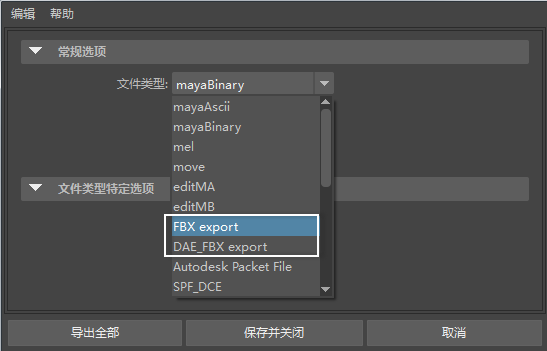 编辑 帮助
常规选项
文件类型: mayaBinary
mayaAscii
mayaBinary
mel
move
editMA
文件类型特定选项
editMB
FBX export
DAE_FBX export
Autodesk Packet File
SPF_DCE
导出全部 保存并关闭 取消